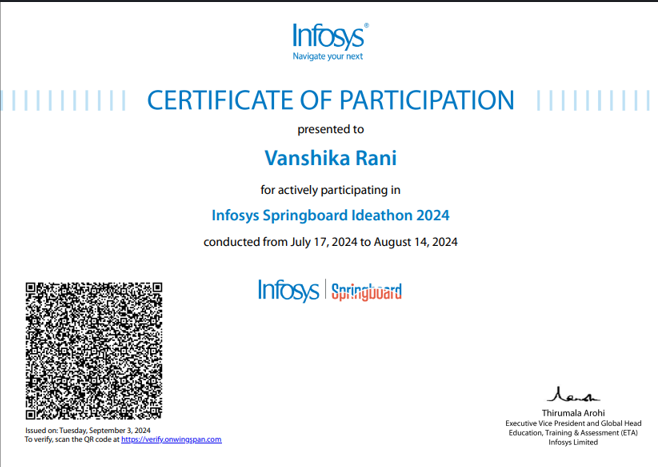 Infosys®
Navigate your next
CERTIFICATE OF PARTICIPATION
presented to
Vanshika Rani
for actively participating in
Infosys Springboard Ideathon 2024
conducted from July 17, 2024 to August 14, 2024
Infosys | Springboard
Issued on: Tuesday, September 3, 2024
To verify, scan the QR code at https://verify.onwingspan.com
Thirumala Arohi
Executive Vice President and Global Head
Education, Training & Assessment (ETA)
Infosys Limited